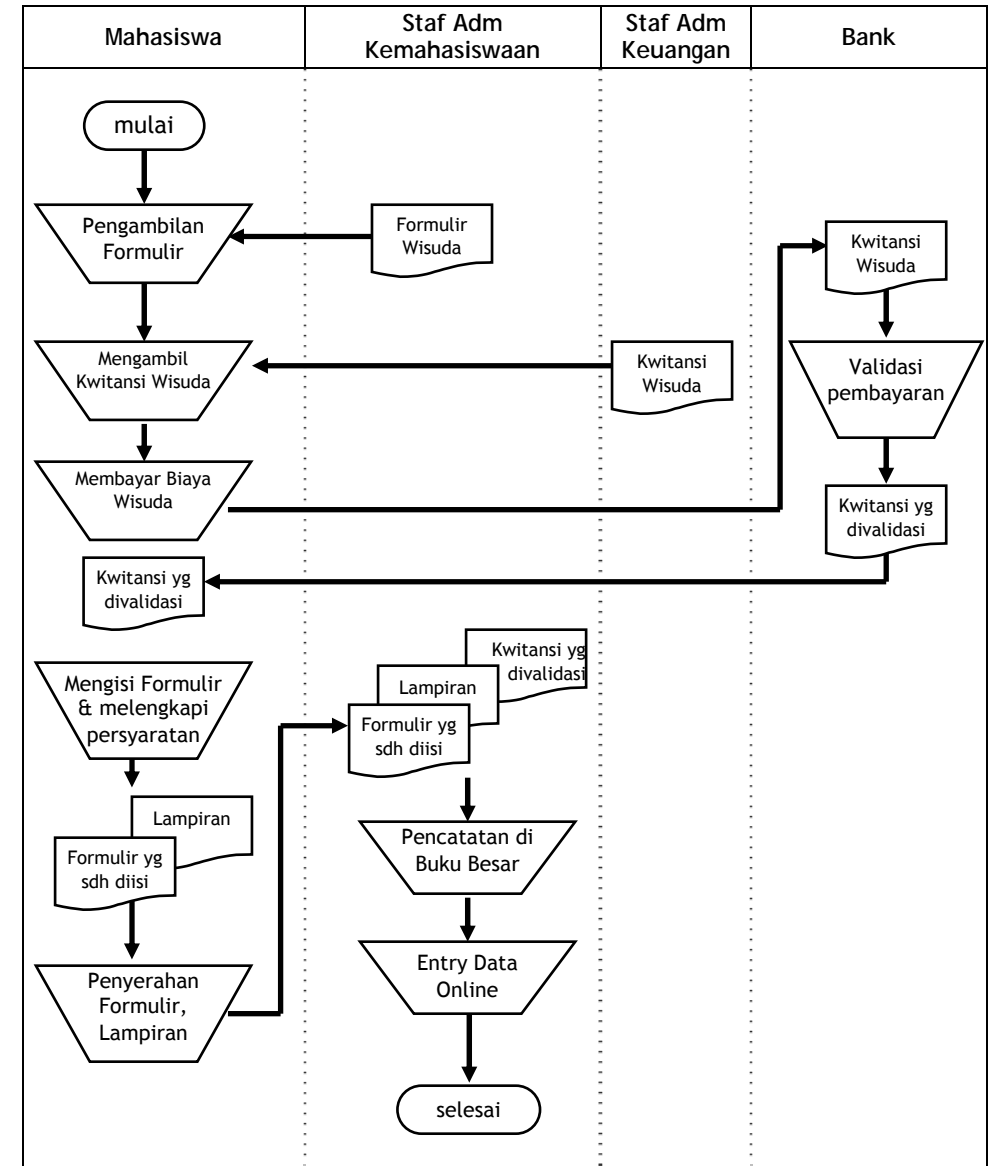 Mahasiswa
Staf Adm
Kemahasiswaan
Staf Adm
Keuangan
Bank
mulai
Pengambilan
Formulir
Formulir
Wisuda
Kwitansi
Wisuda
Mengambil
Kwitansi Wisuda
Kwitansi
Wisuda
Validasi
pembayaran
Membayar Biaya
Wisuda
Kwitansi yg
divalidasi
Kwitansi yg
divalidasi
Mengisi Formulir
& melengkapi
persyaratan
Kwitansi yg
divalidasi
Lampiran
Formulir yg
sdh diisi
Lampiran
Formulir yg
sdh diisi
Pencatatan di
Buku Besar
Penyerahan
Formulir,
Lampiran
Entry Data
Online
selesai